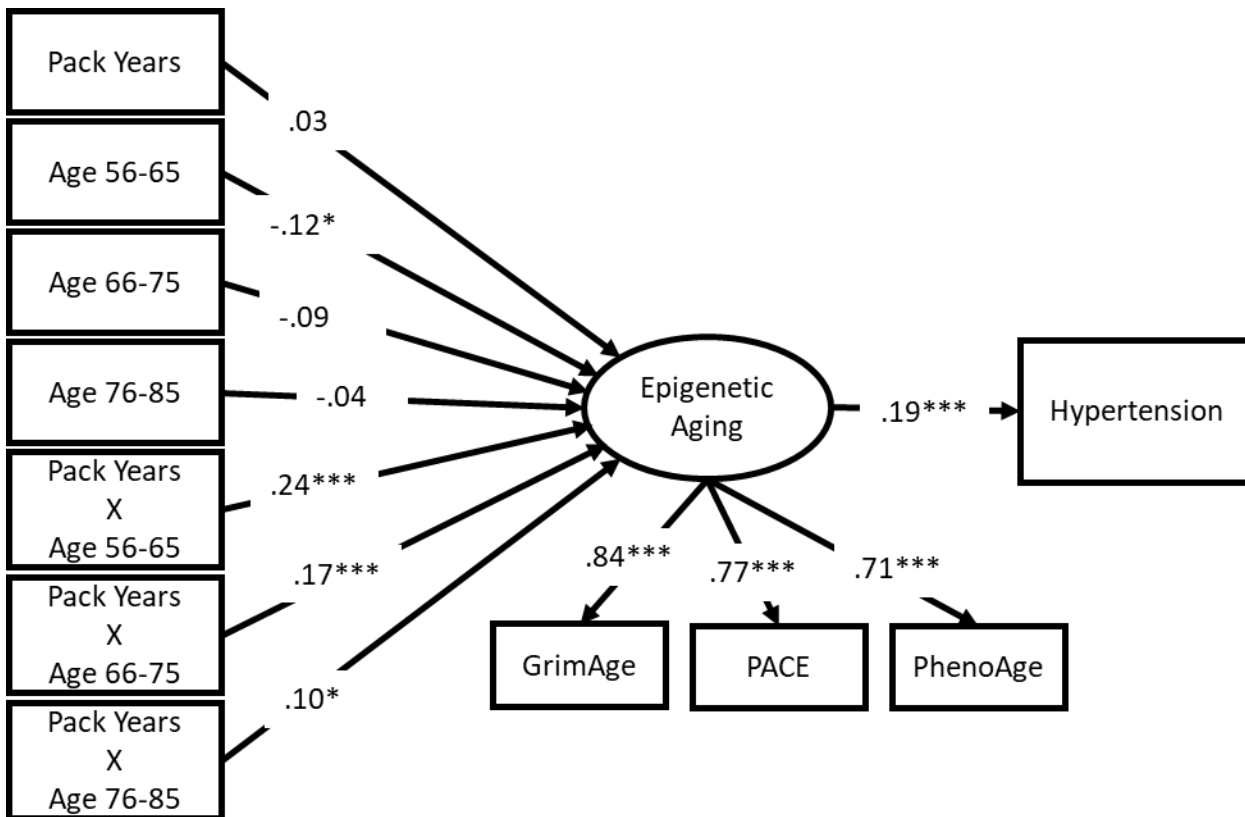 Pack Years
.03
Age 56-65
-.12*
Age 66-75
-.09
Age 76-85
-.04
Pack Years
X
Age 56-65
.24***
Pack Years
X
Age 66-75
.17***
Pack Years
X
Age 76-85
.10*
Epigenetic
Aging
.19***
Hypertension
.84***
.77***
.71***
GrimAge
PACE
PhenoAge